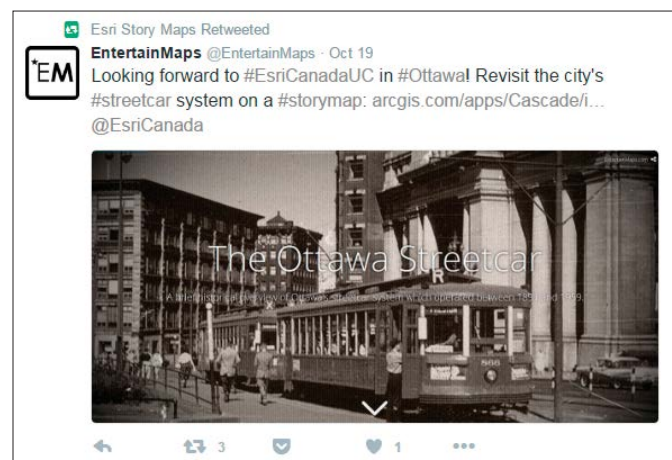 Esri Story Maps Retweeted
EntertainMaps @EntertainMaps · Oct 19
EM
Looking forward to #EsriCanadaUC in #Ottawa! Revisit the city's
#streetcar system on a #storymap: arcgis.com/apps/Cascade/i…
@EsriCanada
The Ottawa Streetcar
A brief historical overview of Ottawa's streetcar system which operated between 1891 and 1959.
866
3
1